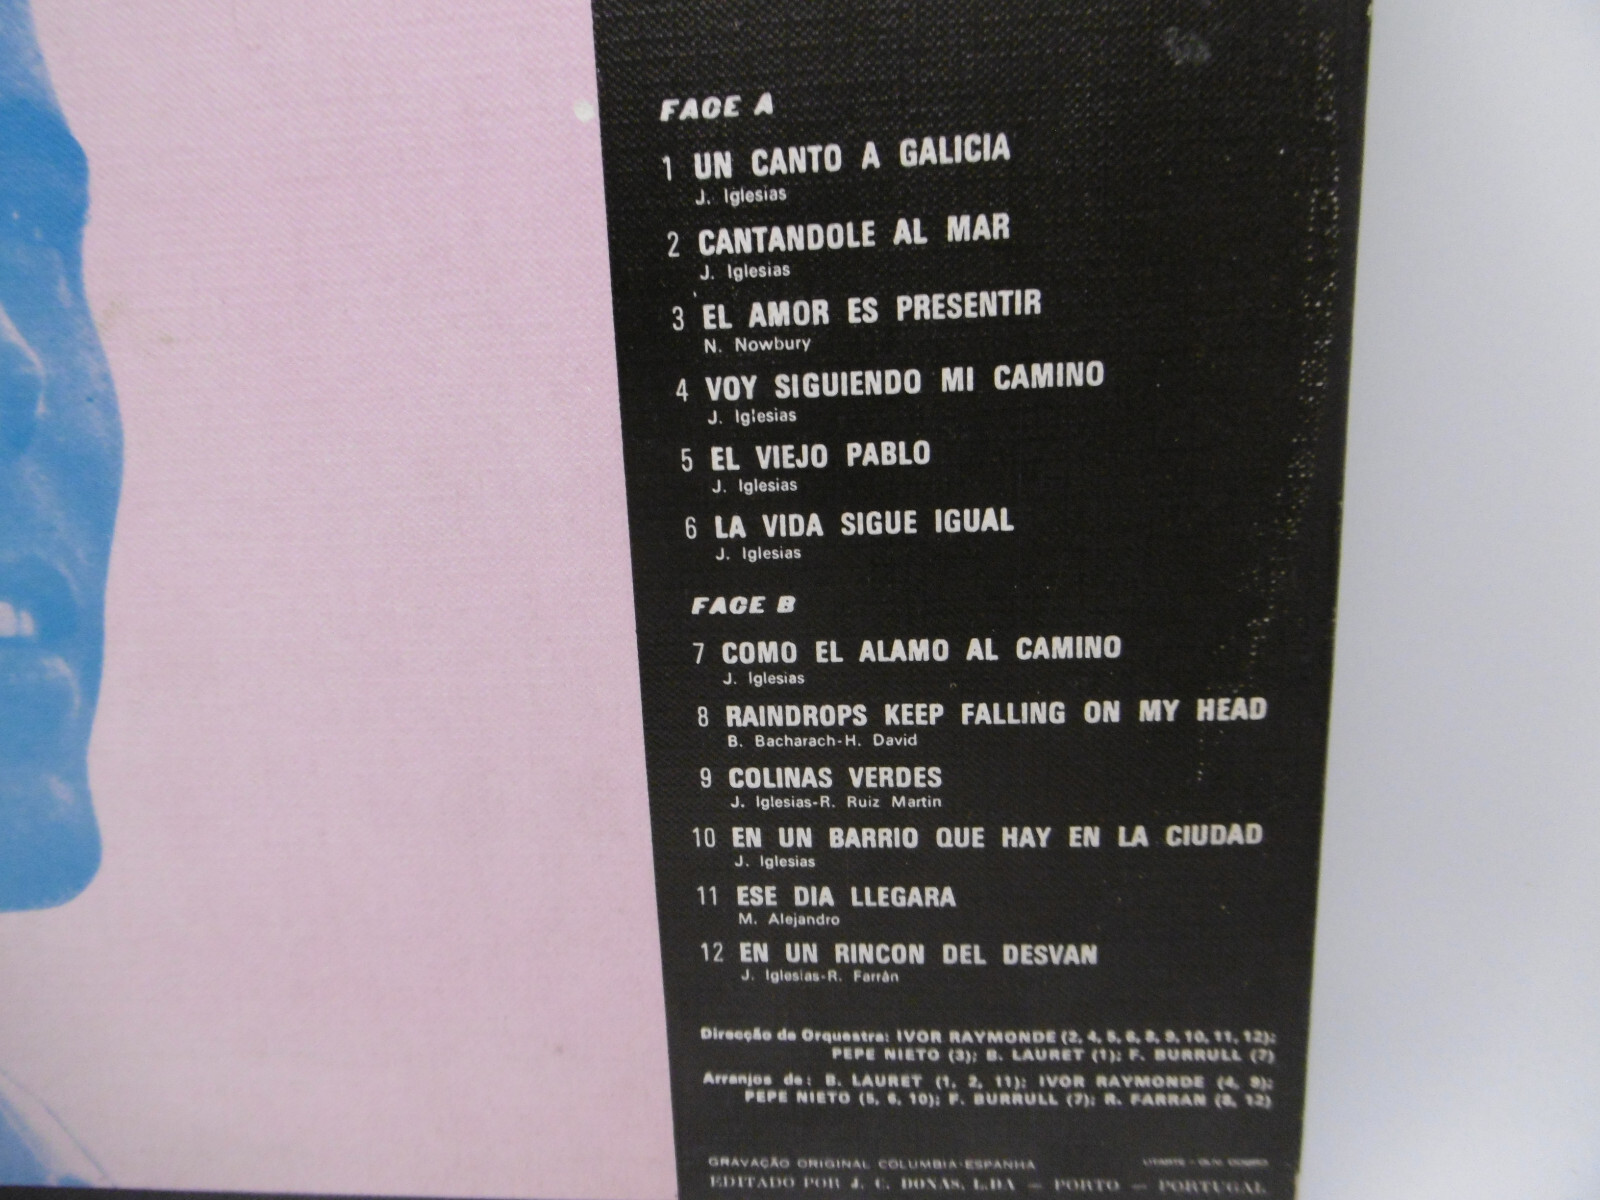 FACE A
1 UN CANTO A GALICIA
J. Iglesias
2 CANTANDOLE AL MAR
J. Iglesias
3 EL AMOR ES PRESENTIR
N. Nowbury
4 VOY SIGUIENDO MI CAMINO
J. Iglesias
5 EL VIEJO PABLO
J. Iglesias
6 LA VIDA SIGUE IGUAL
J. Iglesias
FACE B
7 COMO EL ALAMO AL CAMINO
J. Iglesias
8 RAINDROPS KEEP FALLING ON MY HEAD
B. Bacharach-H. David
9 COLINAS VERDES
J. Iglesias-R. Ruiz Martin
10 EN UN BARRIO QUE HAY EN LA CIUDAD
J. Iglesias
11 ESE DIA LLEGARA
M. Alejandro
12 EN UN RINCON DEL DESVAN
J. Iglesias-R. Farrán
Direcção de Orquestra: IVOR RAYMONDE (2, 4, 5, 6, 8, 9, 10, 11, 12);
PEPE NIETO (3); B. LAURET (1); F. BURRULL (7)
Arranjos de: B. LAURET (1, 2, 11); IVOR RAYMONDE (4, 9);
PEPE NIETO (5, 6, 10); F. BURRULL (7); R. FARRAN (8, 12)
GRAVAÇÃO ORIGINAL COLUMBIA-ESPANHA
EDITADO POR J. C. DONAS, L.DA — PORTO — PORTUGAL